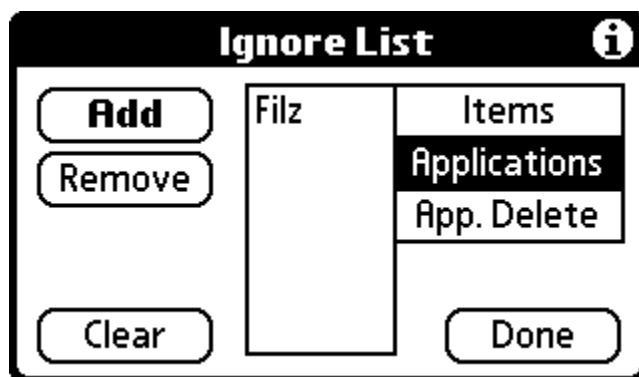 Ignore List
Add
Remove
Clear
Filz
Items
Applications
App. Delete
Done